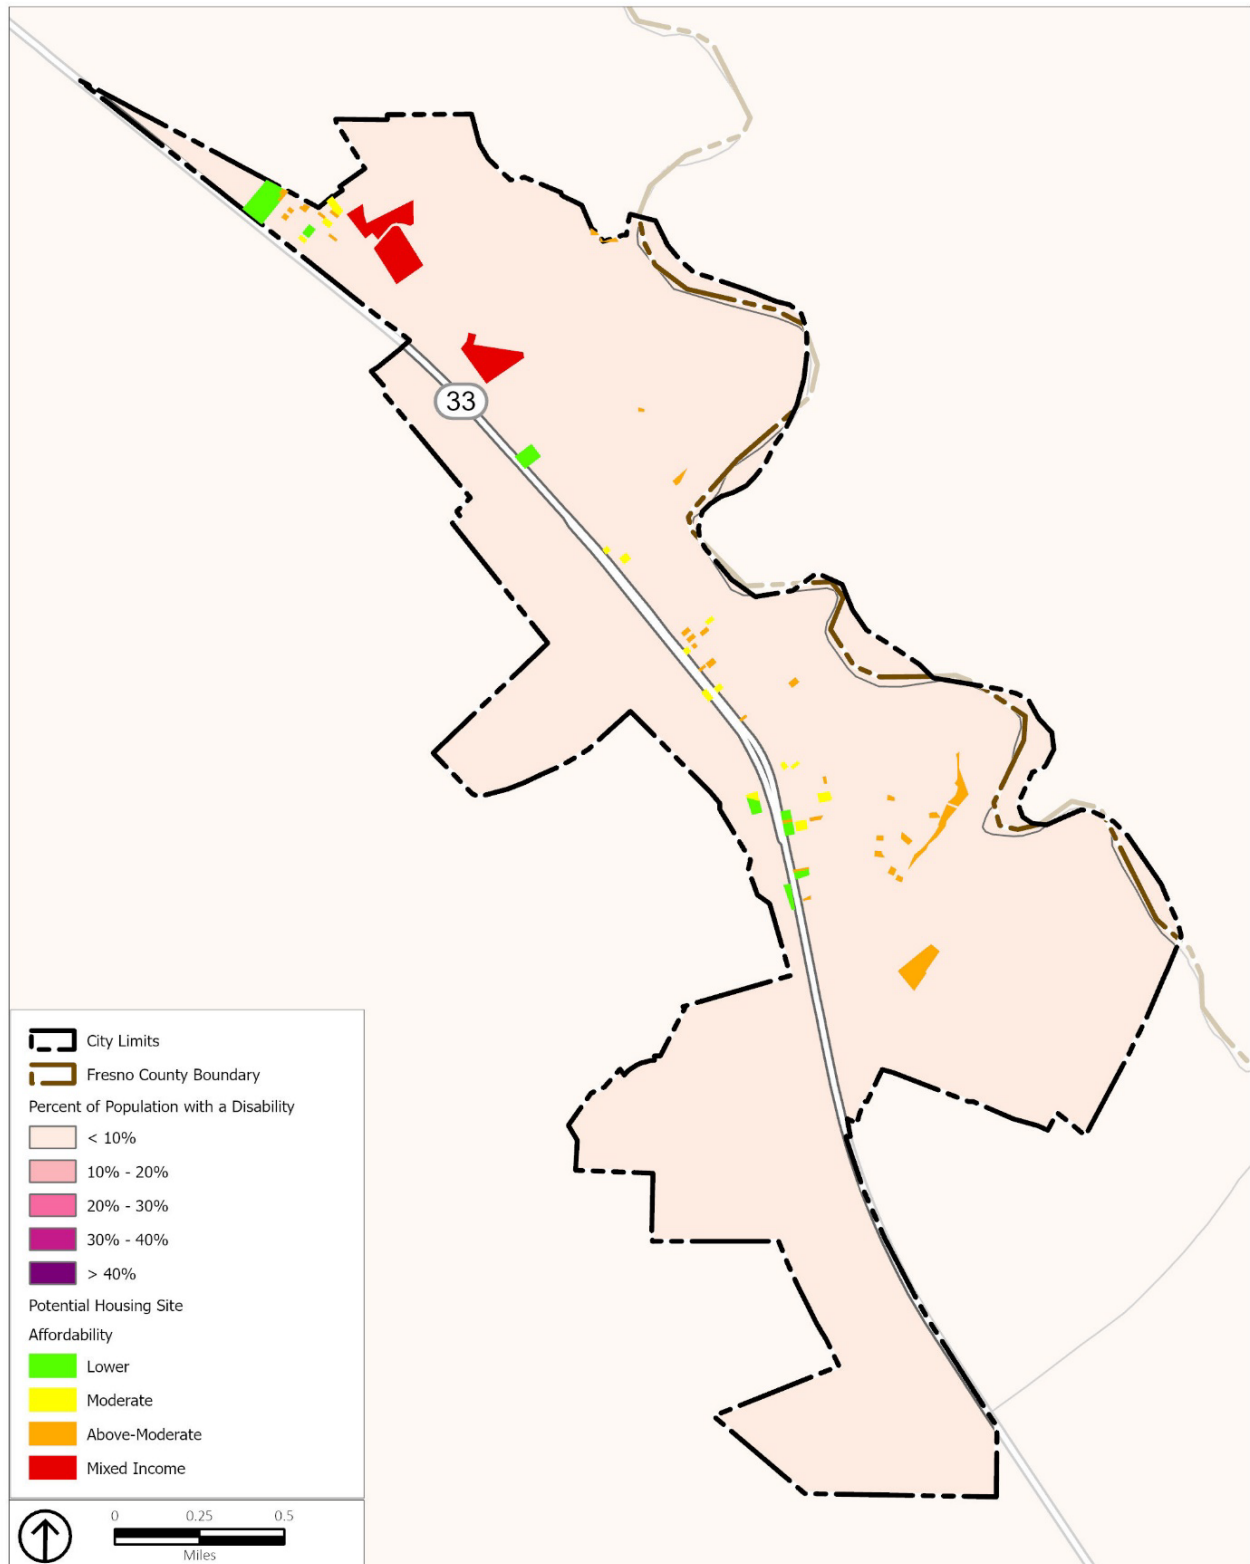 33
City Limits
Fresno County Boundary
Percent of Population with a Disability
< 10%
10% - 20%
20% - 30%
30% - 40%
> 40%
Potential Housing Site
Affordability
Lower
Moderate
Above-Moderate
Mixed Income
0 0.25 0.5
Miles